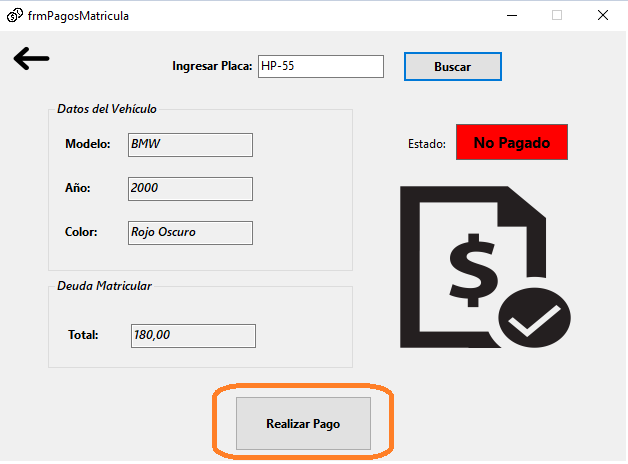 frmPagosMatricula
Ingresar Placa: HP-55 Buscar
Datos del Vehículo
Modelo: BMW
Estado: No Pagado
Año: 2000
Color: Rojo Oscuro
$
Deuda Matricular
Total: 180,00
Realizar Pago